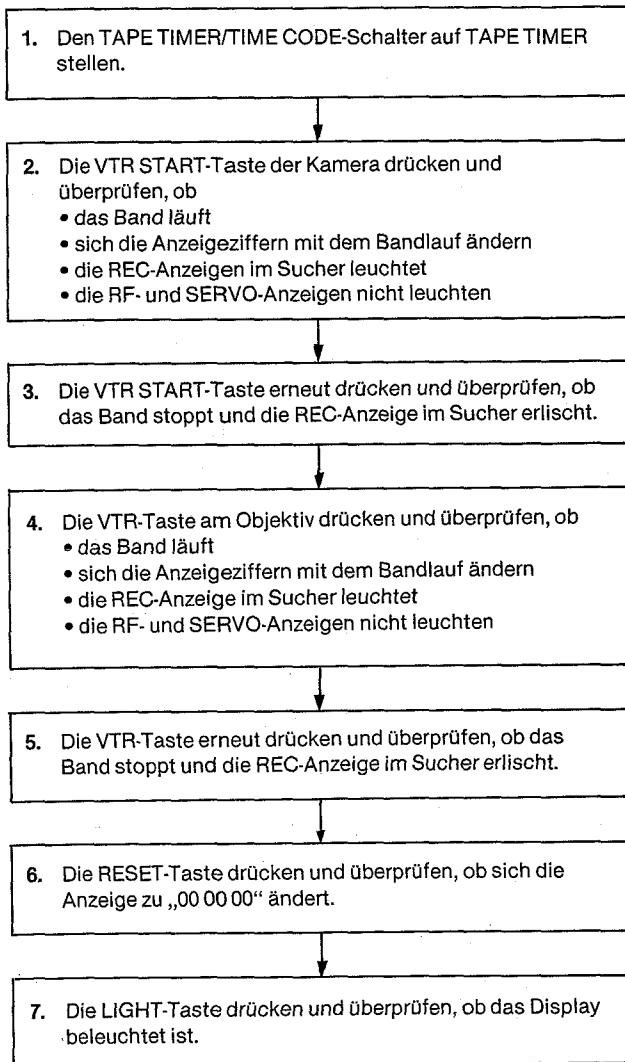 1. Den TAPE TIMER/TIME CODE-Schalter auf TAPE TIMER
stellen.
2. Die VTR START-Taste der Kamera drücken und
überprüfen, ob
• das Band läuft
• sich die Anzeigeziffern mit dem Bandlauf ändern
• die REC-Anzeigen im Sucher leuchtet
• die RF- und SERVO-Anzeigen nicht leuchten
3. Die VTR START-Taste erneut drücken und überprüfen, ob
das Band stoppt und die REC-Anzeige im Sucher erlischt.
4. Die VTR-Taste am Objektiv drücken und überprüfen, ob
• das Band läuft
• sich die Anzeigeziffern mit dem Bandlauf ändern
• die REC-Anzeige im Sucher leuchtet
• die RF- und SERVO-Anzeigen nicht leuchten
5. Die VTR-Taste erneut drücken und überprüfen, ob das
Band stoppt und die REC-Anzeige im Sucher erlischt.
6. Die RESET-Taste drücken und überprüfen, ob sich die
Anzeige zu „00 00 00“ ändert.
7. Die LIGHT-Taste drücken und überprüfen, ob das Display
beleuchtet ist.